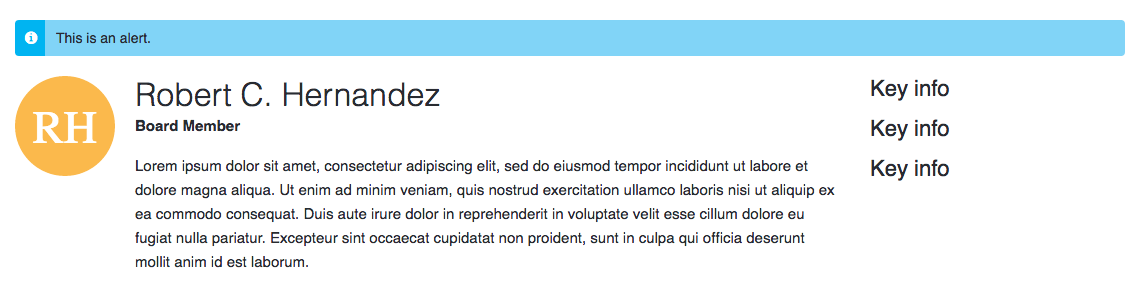 This is an alert.
RH
Robert C. Hernandez
Board Member
Lorem ipsum dolor sit amet, consectetur adipiscing elit, sed do eiusmod tempor incididunt ut labore et
dolore magna aliqua. Ut enim ad minim veniam, quis nostrud exercitation ullamco laboris nisi ut aliquip ex
ea commodo consequat. Duis aute irure dolor in reprehenderit in voluptate velit esse cillum dolore eu
fugiat nulla pariatur. Excepteur sint occaecat cupidatat non proident, sunt in culpa qui officia deserunt
mollit anim id est laborum.
Key info
Key info
Key info